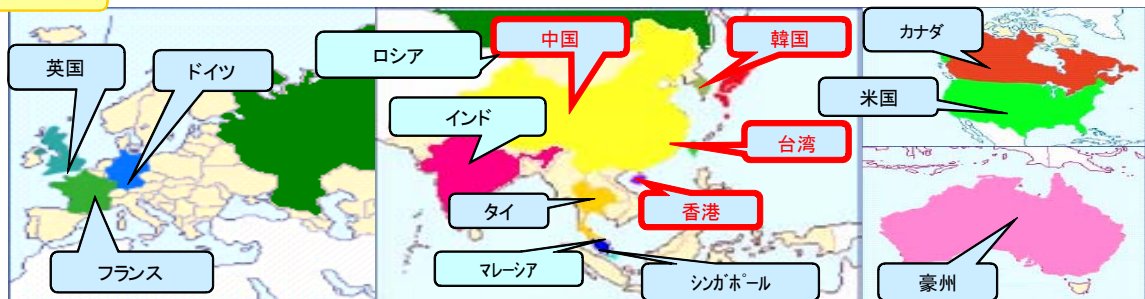 英国
ドイツ
フランス
ロシア
中国
韓国
インド
台湾
タイ
香港
マレーシア
シンガポール
カナダ
米国
豪州